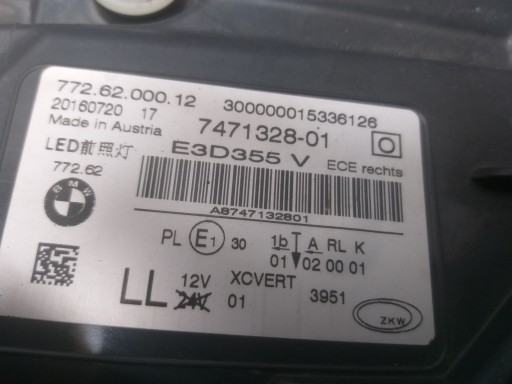 772.62.000.12 300000015336126
20160720 17
Made in Austria 7471328-01
LED前照灯 E3D355 V ECE rechts
772.62
BMW
A8747132801
PL E1 30 1b A RL K
01 02 00 01
LL 12V XCVERT
24V 01 3951
ZKW